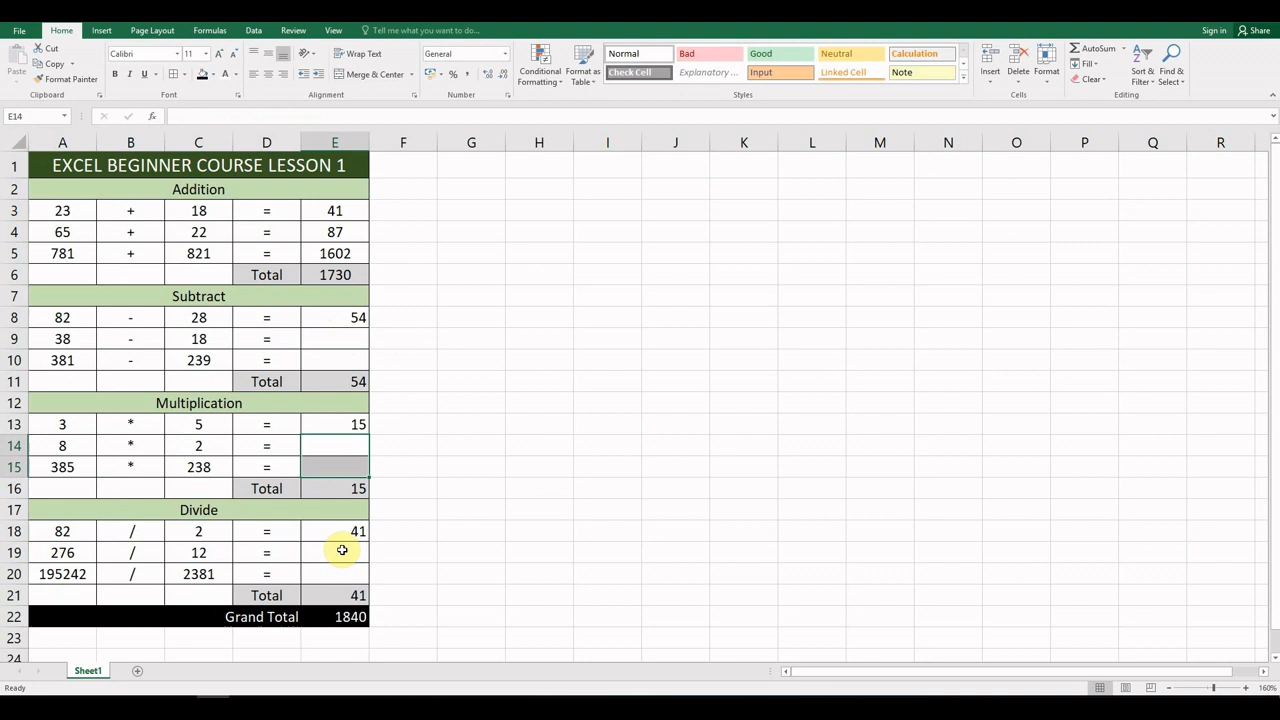 File Home Insert Page Layout Formulas Data Review View Tell me what you want to do... Sign in Share
Paste Cut Copy Format Painter Clipboard
Calibri 11 A A B I U A Font
Wrap Text Merge & Center Alignment
General % , Number
Conditional Formatting Format as Table
Normal Bad Good Neutral Calculation
Check Cell Explanatory ... Input Linked Cell Note
Styles
Insert Delete Format Cells
AutoSum Fill Clear Sort & Filter Find & Select Editing
E14 fx
A B C D E F G H I J K L M N O P Q R
1 EXCEL BEGINNER COURSE LESSON 1
2 Addition
3 23 + 18 = 41
4 65 + 22 = 87
5 781 + 821 = 1602
6 Total 1730
7 Subtract
8 82 - 28 = 54
9 38 - 18 =
10 381 - 239 =
11 Total 54
12 Multiplication
13 3 * 5 = 15
14 8 * 2 =
15 385 * 238 =
16 Total 15
17 Divide
18 82 / 2 = 41
19 276 / 12 =
20 195242 / 2381 =
21 Total 41
22 Grand Total 1840
23
24
Sheet1
Ready 160%